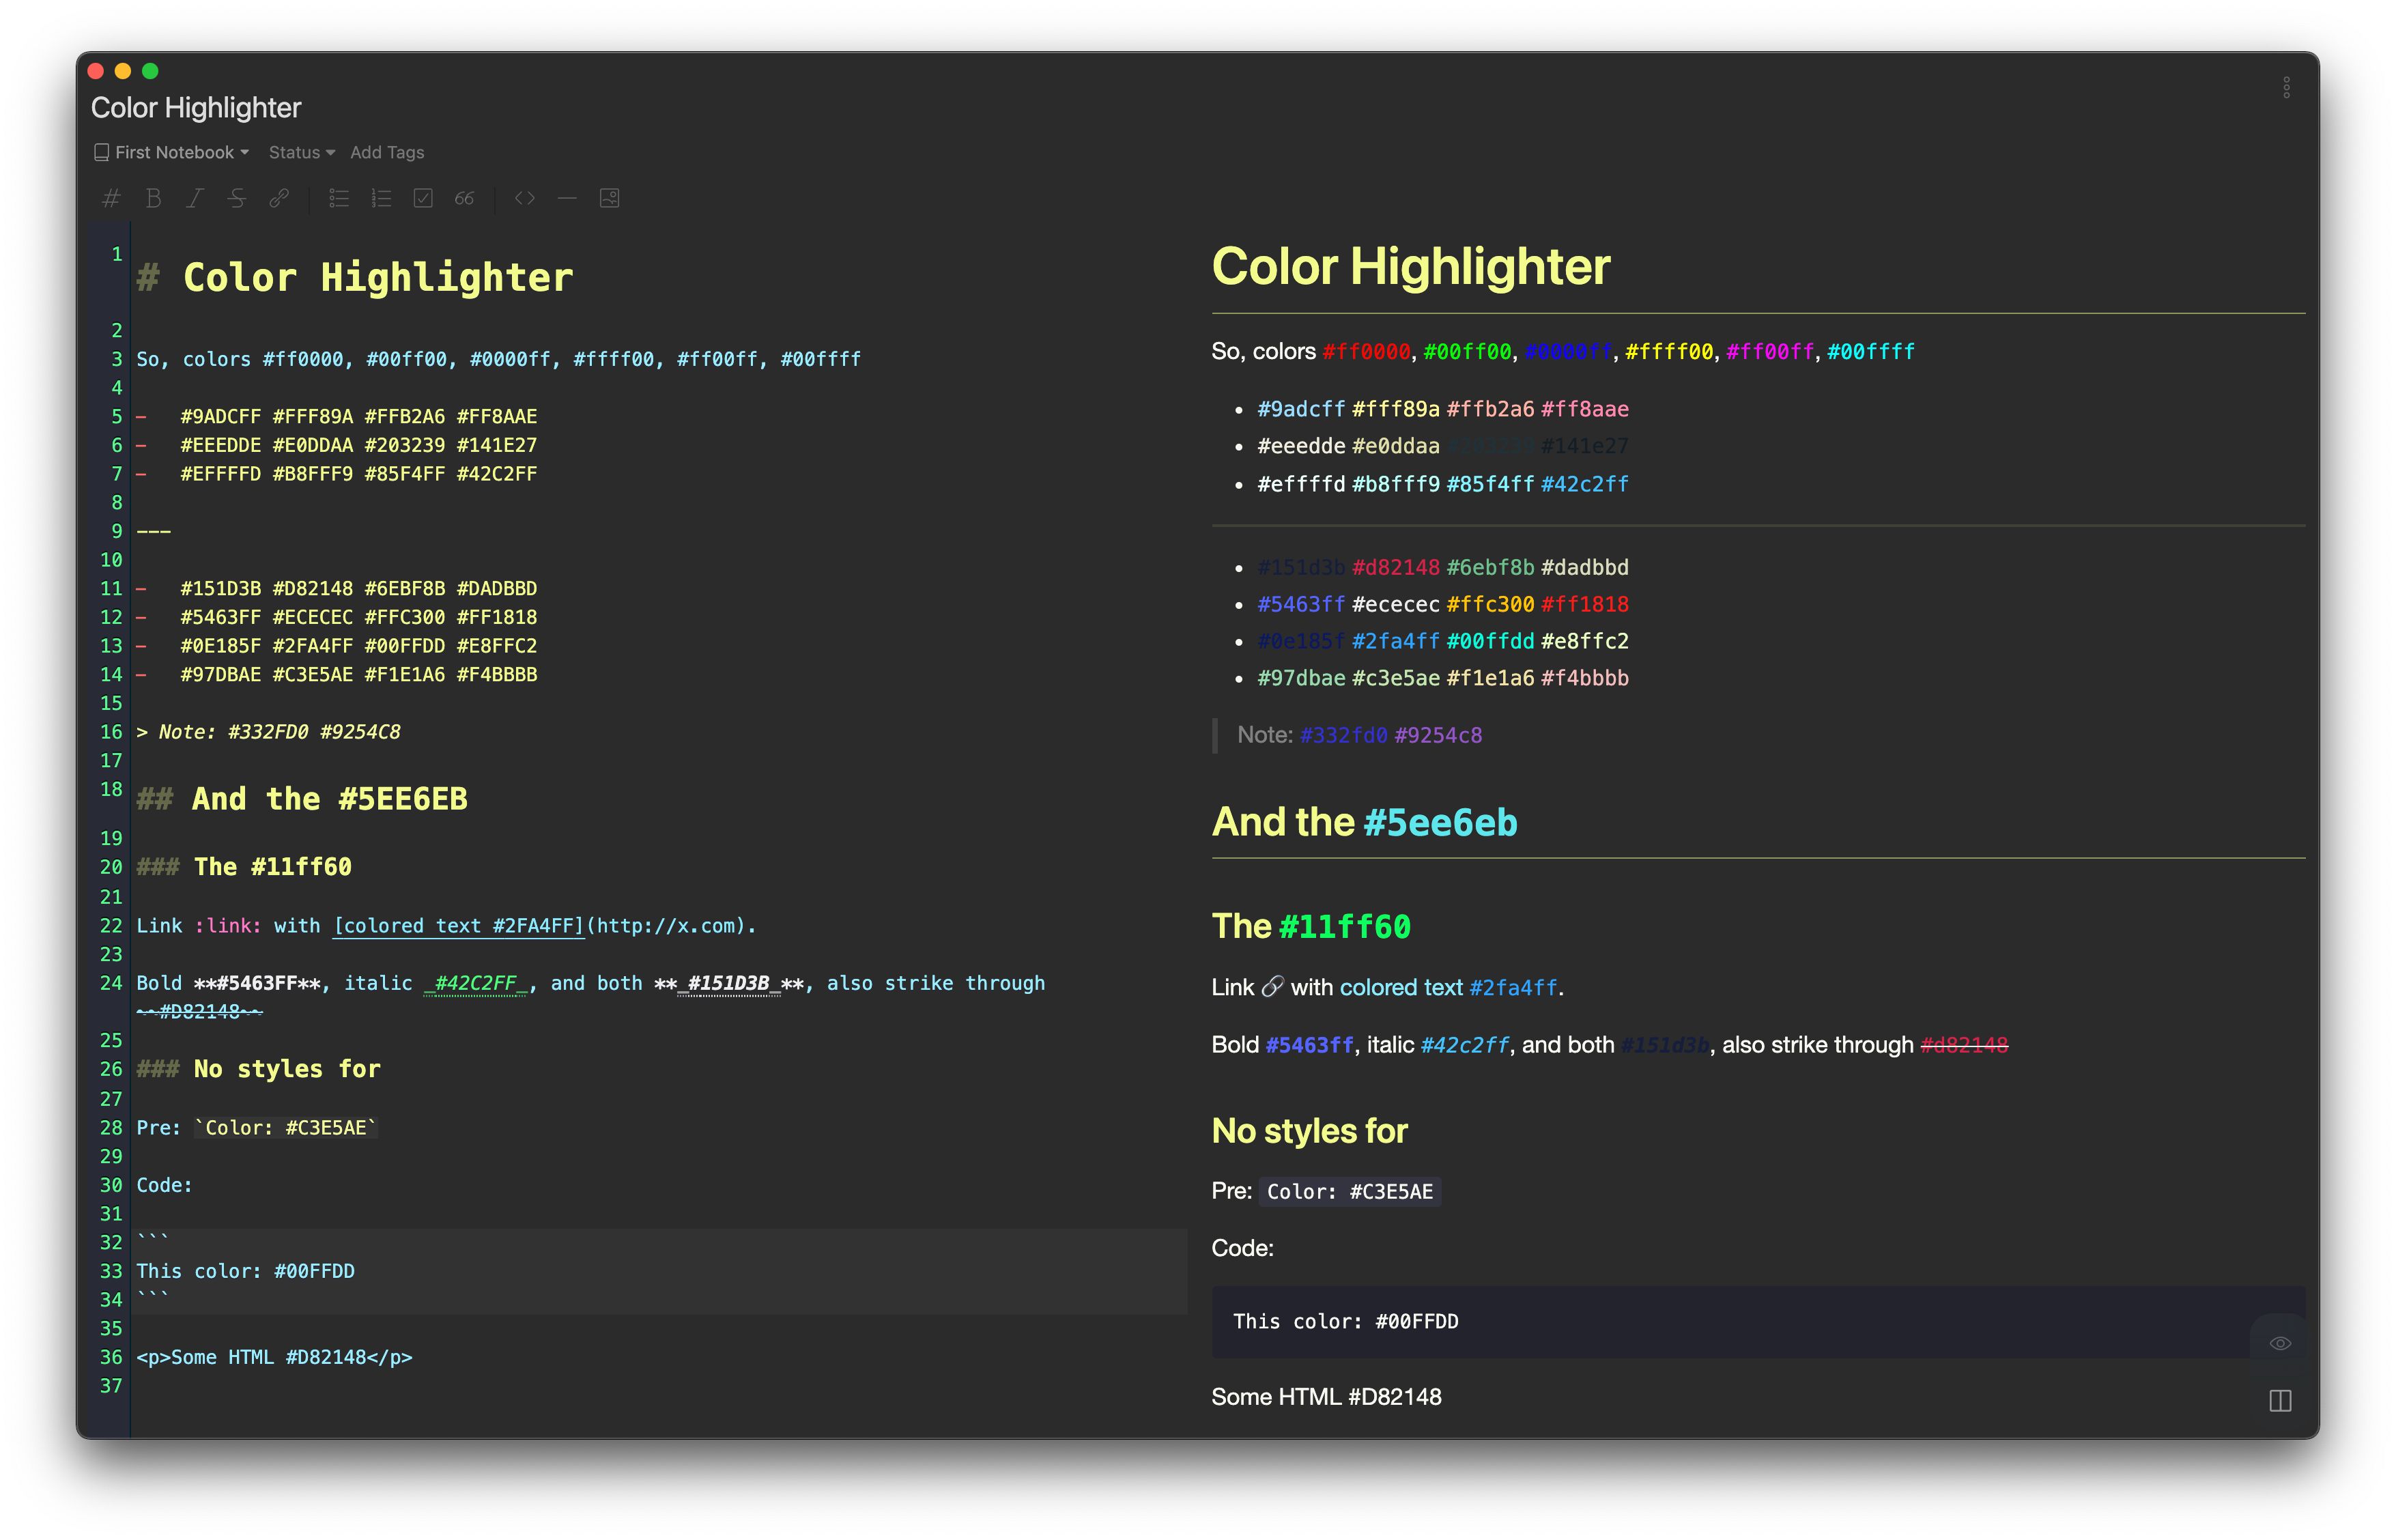 Color Highlighter
First Notebook Status Add Tags
1 # Color Highlighter
2
3 So, colors #ff0000, #00ff00, #0000ff, #ffff00, #ff00ff, #00ffff
4
5 - #9ADCFF #FFF89A #FFB2A6 #FF8AAE
6 - #EEEDDE #E0DDAA #203239 #141E27
7 - #EFFFFD #B8FFF9 #85F4FF #42C2FF
8
9 ---
10
11 - #151D3B #D82148 #6EBF8B #DADBBD
12 - #5463FF #ECECEC #FFC300 #FF1818
13 - #0E185F #2FA4FF #00FFDD #E8FFC2
14 - #97DBAE #C3E5AE #F1E1A6 #F4BBBB
15
16 > Note: #332FD0 #9254C8
17
18 ## And the #5EE6EB
19
20 ### The #11ff60
21
22 Link :link: with [colored text #2FA4FF](http://x.com).
23
24 Bold **#5463FF**, italic _#42C2FF_, and both **_#151D3B_**, also strike through
~~#D82148~~
25
26 ### No styles for
27
28 Pre: `Color: #C3E5AE`
29
30 Code:
31
32 ```
33 This color: #00FFDD
34 ```
35
36 <p>Some HTML #D82148</p>
37
Color Highlighter
So, colors #ff0000, #00ff00, #0000ff, #ffff00, #ff00ff, #00ffff
• #9adcff #fff89a #ffb2a6 #ff8aae
• #eeedde #e0ddaa #203239 #141e27
• #effffd #b8fff9 #85f4ff #42c2ff
• #151d3b #d82148 #6ebf8b #dadbbd
• #5463ff #ececec #ffc300 #ff1818
• #0e185f #2fa4ff #00ffdd #e8ffc2
• #97dbae #c3e5ae #f1e1a6 #f4bbbb
Note: #332fd0 #9254c8
And the #5ee6eb
The #11ff60
Link 🔗 with colored text #2fa4ff.
Bold #5463ff, italic #42c2ff, and both #151d3b, also strike through #d82148
No styles for
Pre: Color: #C3E5AE
Code:
This color: #00FFDD
Some HTML #D82148